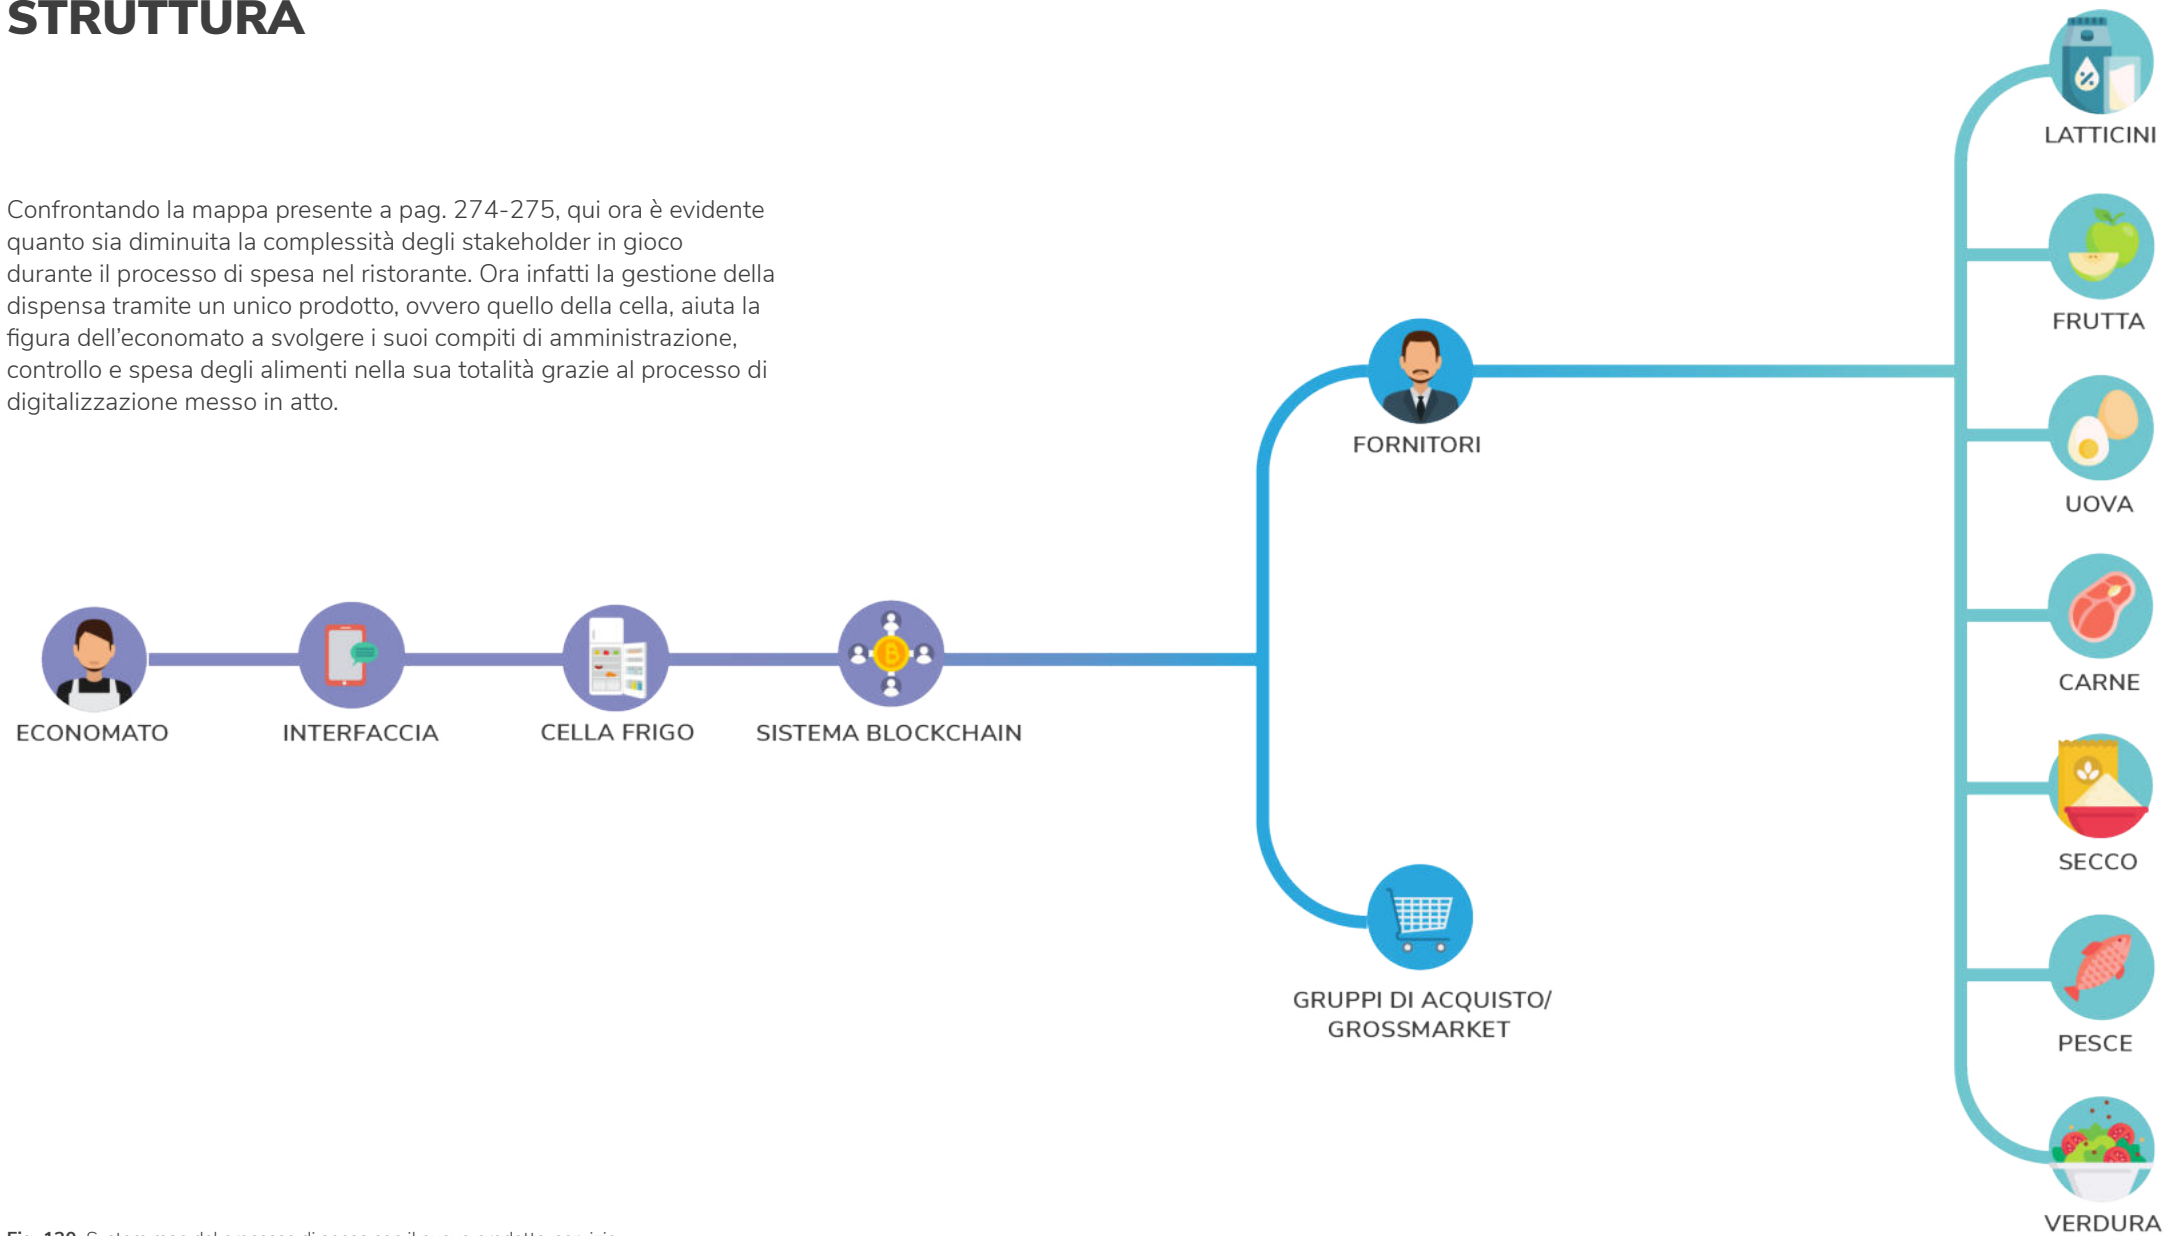 STRUTTURA
Confrontando la mappa presente a pag. 274-275, qui ora è evidente
quanto sia diminuita la complessità degli stakeholder in gioco
durante il processo di spesa nel ristorante. Ora infatti la gestione della
dispensa tramite un unico prodotto, ovvero quello della cella, aiuta la
figura dell'economato a svolgere i suoi compiti di amministrazione,
controllo e spesa degli alimenti nella sua totalità grazie al processo di
digitalizzazione messo in atto.
ECONOMATO
INTERFACCIA
CELLA FRIGO
SISTEMA BLOCKCHAIN
FORNITORI
GRUPPI DI ACQUISTO/
GROSSMARKET
LATTICINI
FRUTTA
UOVA
CARNE
SECCO
PESCE
VERDURA